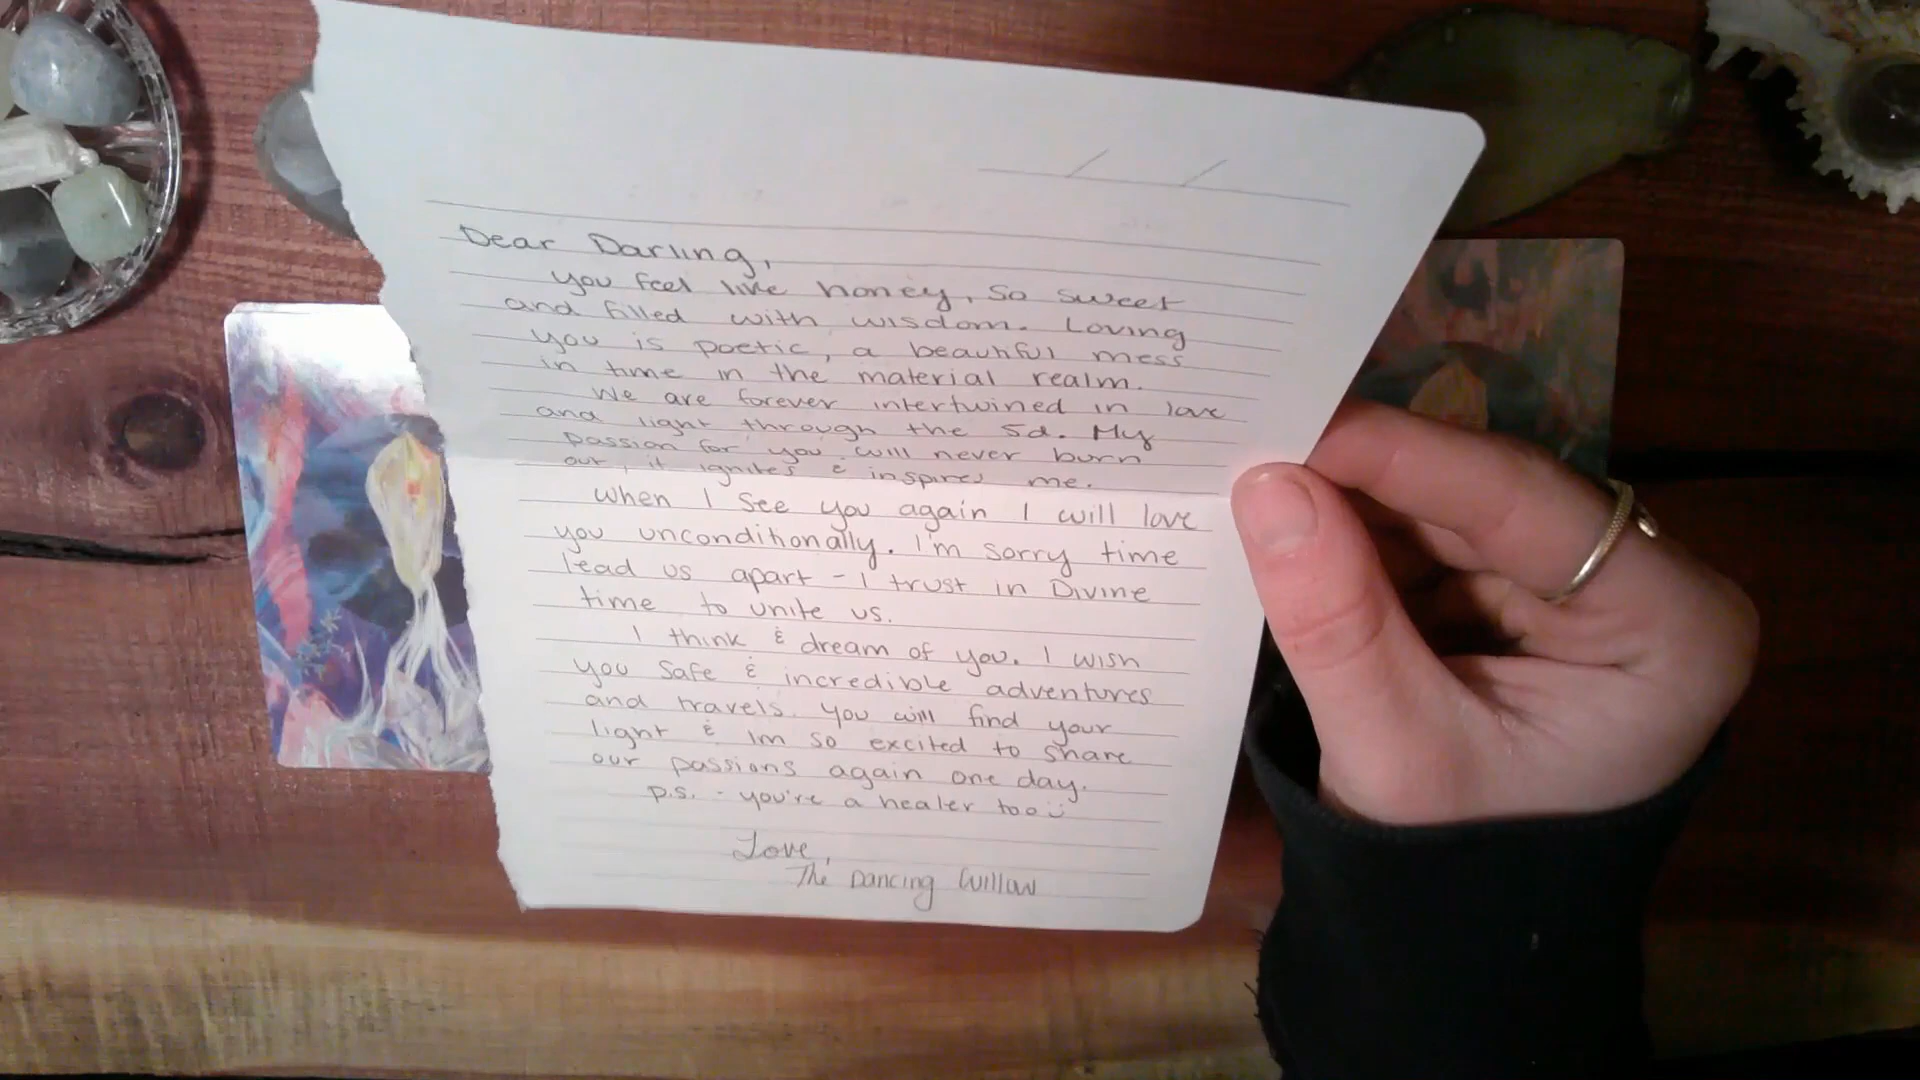 Dear Darling,
you feel like honey, so sweet
and filled with wisdom. Loving
you is poetic, a beautiful mess
in time in the material realm.
We are forever intertwined in love
and light through the 5d. My
passion for you will never burn
out, it ignites & inspires me.
When I see you again I will love
you unconditionally. I'm sorry time
lead us apart - I trust in Divine
time to unite us.
I think & dream of you. I wish
you safe & incredible adventures
and travels. You will find your
light & Im so excited to share
our passions again one day.
p.s. - you're a healer too :)
Love,
The Dancing Willow